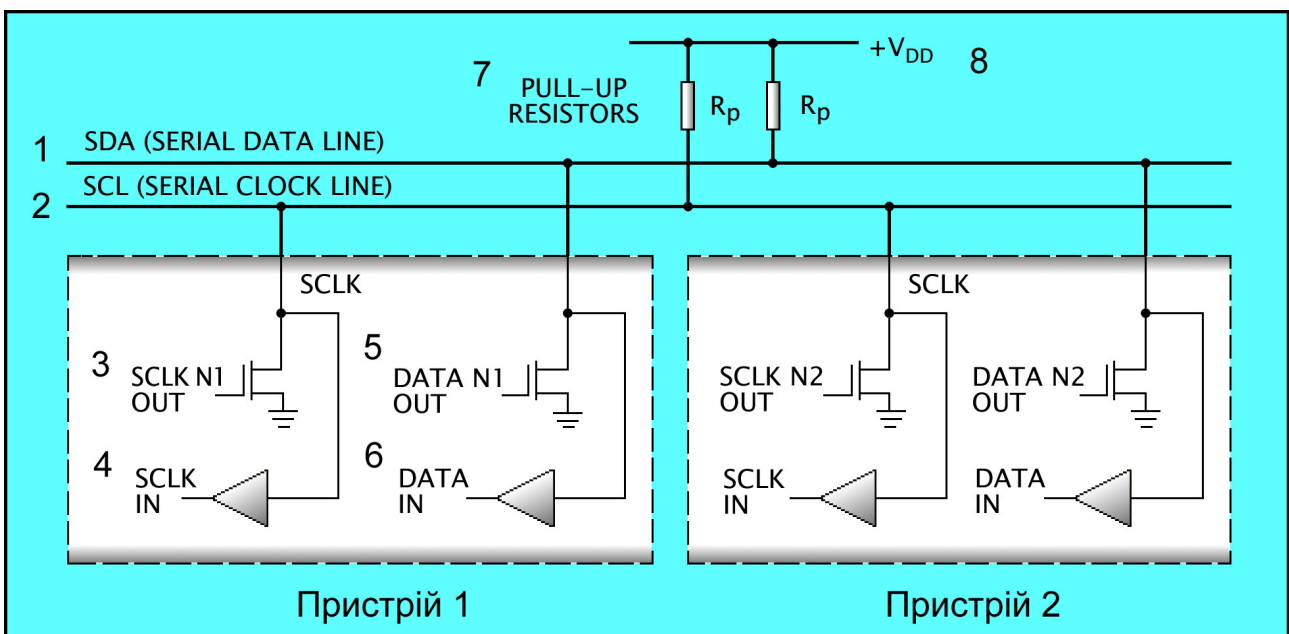 7
PULL-UP
RESISTORS
Rp
Rp
+VDD
8
1
SDA (SERIAL DATA LINE)
2
SCL (SERIAL CLOCK LINE)
SCLK
3
SCLK N1
OUT
5
DATA N1
OUT
4
SCLK
IN
6
DATA
IN
SCLK
SCLK N2
OUT
DATA N2
OUT
SCLK
IN
DATA
IN
Пристрій 1
Пристрій 2